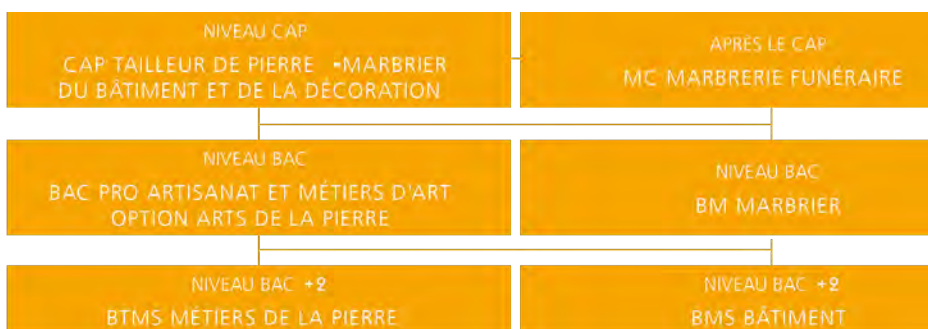 NIVEAU CAP
CAP TAILLEUR DE PIERRE -MARBRIER
DU BÂTIMENT ET DE LA DÉCORATION
APRÈS LE CAP
MC MARBRERIE FUNÉRAIRE
NIVEAU BAC
BAC PRO ARTISANAT ET MÉTIERS D'ART
OPTION ARTS DE LA PIERRE
NIVEAU BAC
BM MARBRIER
NIVEAU BAC +2
BTMS MÉTIERS DE LA PIERRE
NIVEAU BAC +2
BMS BÂTIMENT